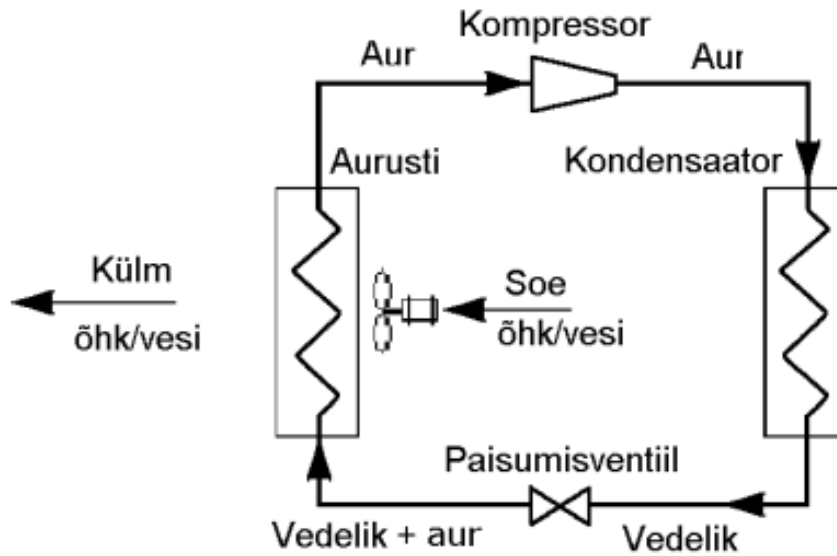 Kompressor
Aur
Aur
Aurusti
Kondensaator
Külm
õhk/vesi
Soe
õhk/vesi
Paisumisventiil
Vedelik + aur
Vedelik